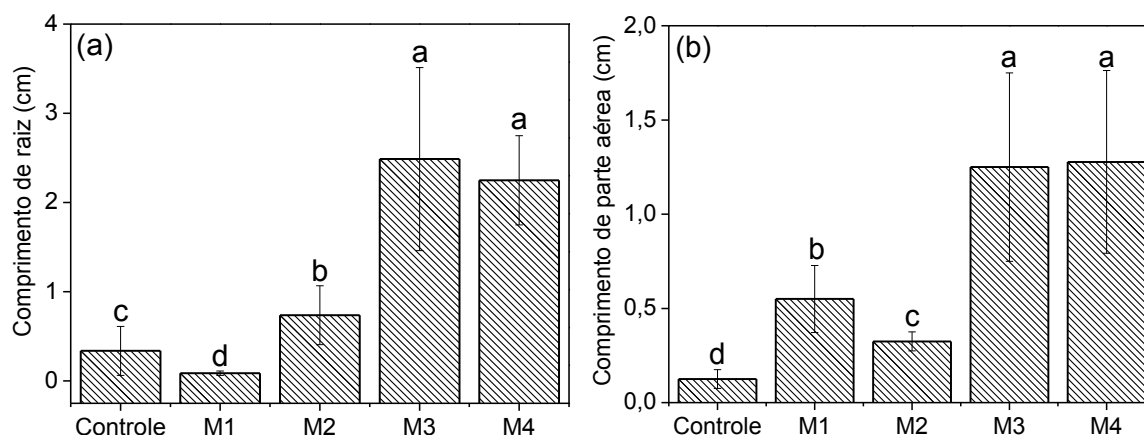 (a)
Comprimento de raiz (cm)
4
3
2
1
0
c
d
b
a
a
Controle M1 M2 M3 M4
(b)
Comprimento de parte aérea (cm)
2,0
1,5
1,0
0,5
0,0
d
b
c
a
a
Controle M1 M2 M3 M4